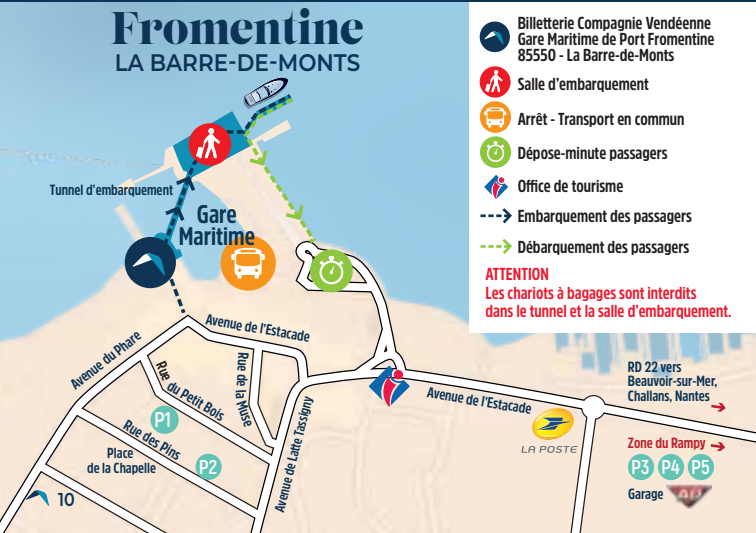 Fromentine
LA BARRE-DE-MONTS
Billetterie Compagnie Vendéenne
Gare Maritime de Port Fromentine
85550 - La Barre-de-Monts
Salle d'embarquement
Arrêt - Transport en commun
Dépose-minute passagers
Office de tourisme
Embarquement des passagers
Débarquement des passagers
ATTENTION
Les chariots à bagages sont interdits
dans le tunnel et la salle d'embarquement.
Tunnel d'embarquement
Gare
Maritime
Avenue de l'Estacade
Avenue du Phare
Rue du Petit Bois
Rue de la Muse
Avenue de Latte Tassigny
Avenue de l'Estacade
RD 22 vers
Beauvoir-sur-Mer,
Challans, Nantes
P1
Rue des Pins
Place
de la Chapelle
P2
LA POSTE
Zone du Rampy
P3 P4 P5
Garage
10